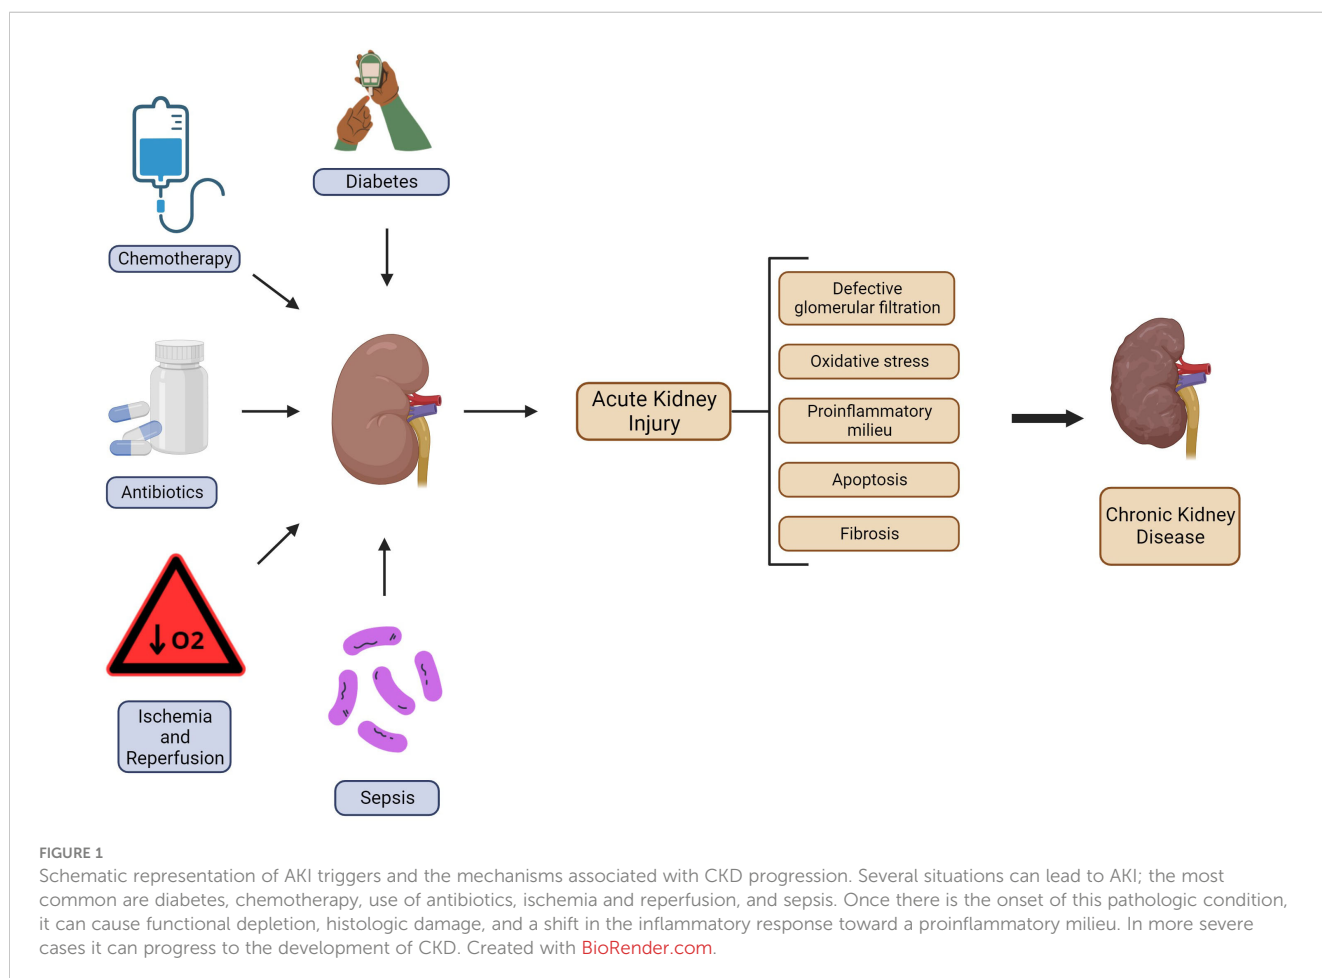 Diabetes
Chemotherapy
Antibiotics
↓ O2
Ischemia
and
Reperfusion
Sepsis
Acute Kidney
Injury
Defective
glomerular filtration
Oxidative stress
Proinflammatory
milieu
Apoptosis
Fibrosis
Chronic Kidney
Disease
FIGURE 1
Schematic representation of AKI triggers and the mechanisms associated with CKD progression. Several situations can lead to AKI; the most
common are diabetes, chemotherapy, use of antibiotics, ischemia and reperfusion, and sepsis. Once there is the onset of this pathologic condition,
it can cause functional depletion, histologic damage, and a shift in the inflammatory response toward a proinflammatory milieu. In more severe
cases it can progress to the development of CKD. Created with BioRender.com.